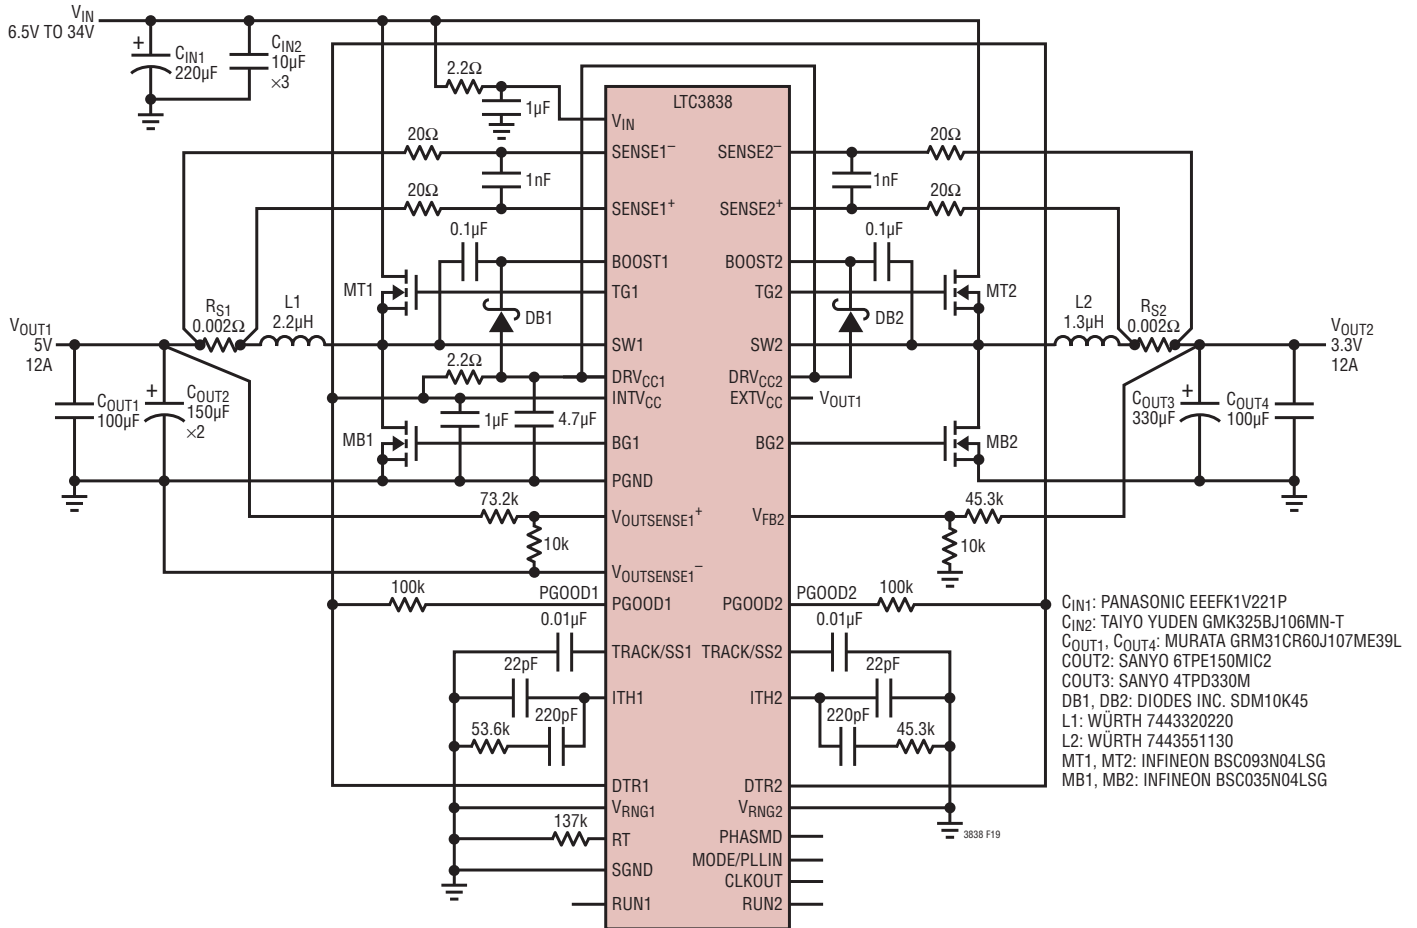 VIN
6.5V TO 34V
CIN1
220µF
CIN2
10µF
×3
2.2Ω
1µF
LTC3838
VIN
20Ω
SENSE1–
SENSE2–
20Ω
1nF
1nF
20Ω
SENSE1+
SENSE2+
20Ω
0.1µF
BOOST1
BOOST2
0.1µF
MT1
TG1
TG2
MT2
DB1
DB2
VOUT1
5V
12A
RS1
0.002Ω
L1
2.2µH
SW1
SW2
L2
1.3µH
RS2
0.002Ω
VOUT2
3.3V
12A
2.2Ω
DRVCC1
DRVCC2
INTVCC
EXTVCC
VOUT1
COUT1
100µF
COUT2
150µF
×2
1µF
4.7µF
COUT3
330µF
COUT4
100µF
MB1
BG1
BG2
MB2
PGND
73.2k
VOUTSENSE1+
VFB2
45.3k
10k
10k
VOUTSENSE1–
100k
PGOOD1
PGOOD1
PGOOD2
PGOOD2
100k
0.01µF
TRACK/SS1
TRACK/SS2
0.01µF
22pF
ITH1
ITH2
22pF
220pF
53.6k
220pF
45.3k
DTR1
DTR2
VRNG1
VRNG2
137k
RT
PHASMD
SGND
MODE/PLLIN
CLKOUT
RUN1
RUN2
3838 F19
CIN1: PANASONIC EEEFK1V221P
CIN2: TAIYO YUDEN GMK325BJ106MN-T
COUT1, COUT4: MURATA GRM31CR60J107ME39L
COUT2: SANYO 6TPE150MIC2
COUT3: SANYO 4TPD330M
DB1, DB2: DIODES INC. SDM10K45
L1: WÜRTH 7443320220
L2: WÜRTH 7443551130
MT1, MT2: INFINEON BSC093N04LSG
MB1, MB2: INFINEON BSC035N04LSG